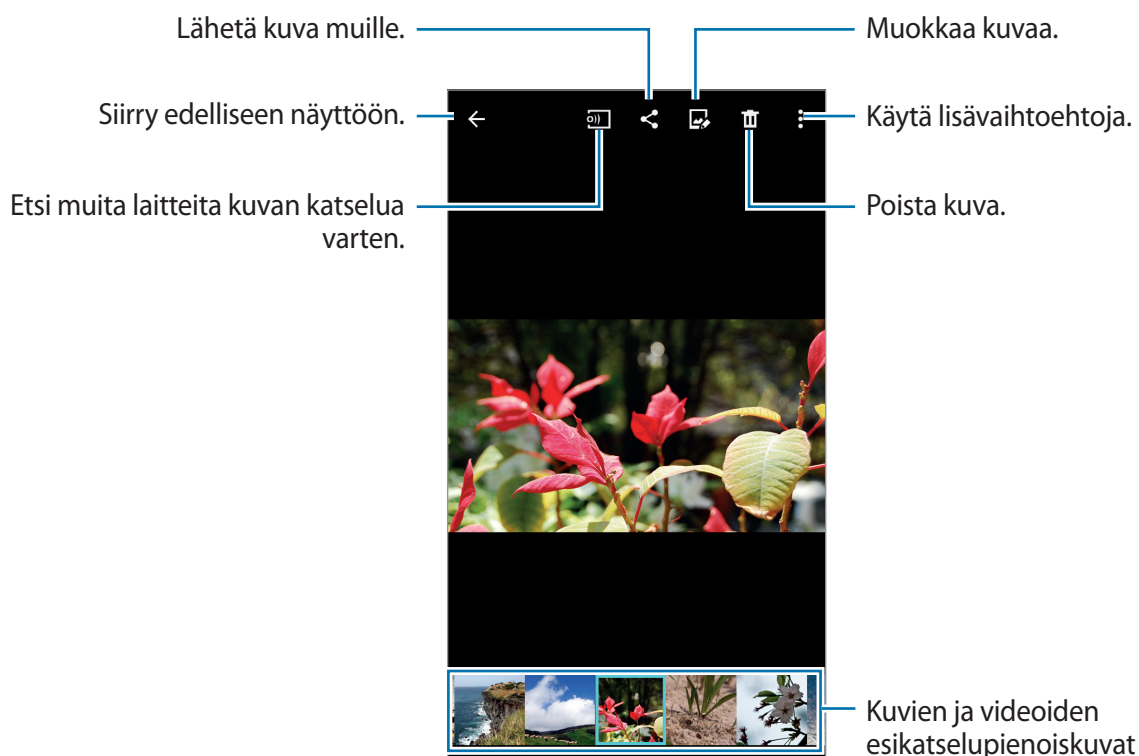 Lähetä kuva muille.
Muokkaa kuvaa.
Siirry edelliseen näyttöön.
Käytä lisävaihtoehtoja.
Etsi muita laitteita kuvan katselua
varten.
Poista kuva.
Kuvien ja videoiden
esikatselupienoiskuvat